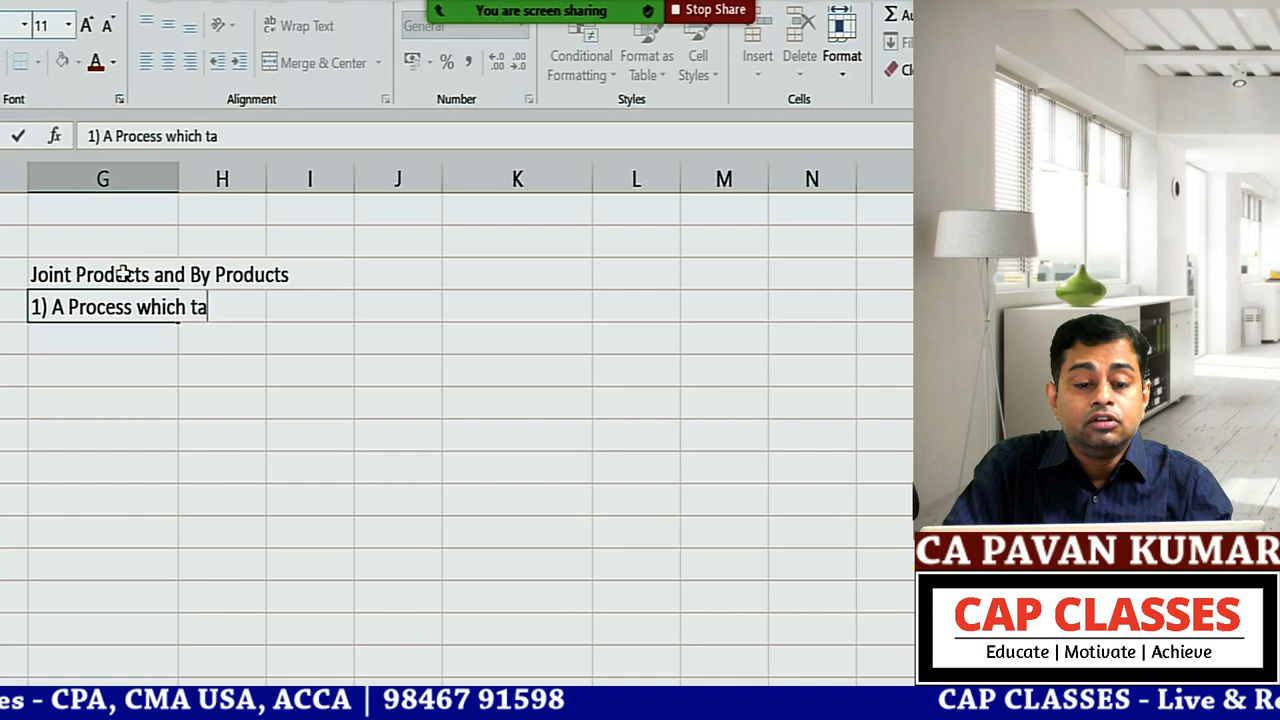 You are screen sharing
Stop Share
11
A A
ab Wrap Text
General
Conditional Format as Cell
Insert Delete Format
A
Merge & Center
%
Formatting Table Styles
Font
Alignment
Number
Styles
Cells
fx 1) A Process which ta
G H I J K L M N
Joint Products and By Products
1) A Process which ta
CA PAVAN KUMAR
CAP CLASSES
Educate | Motivate | Achieve
es - CPA, CMA USA, ACCA | 98467 91598
CAP CLASSES - Live & Re